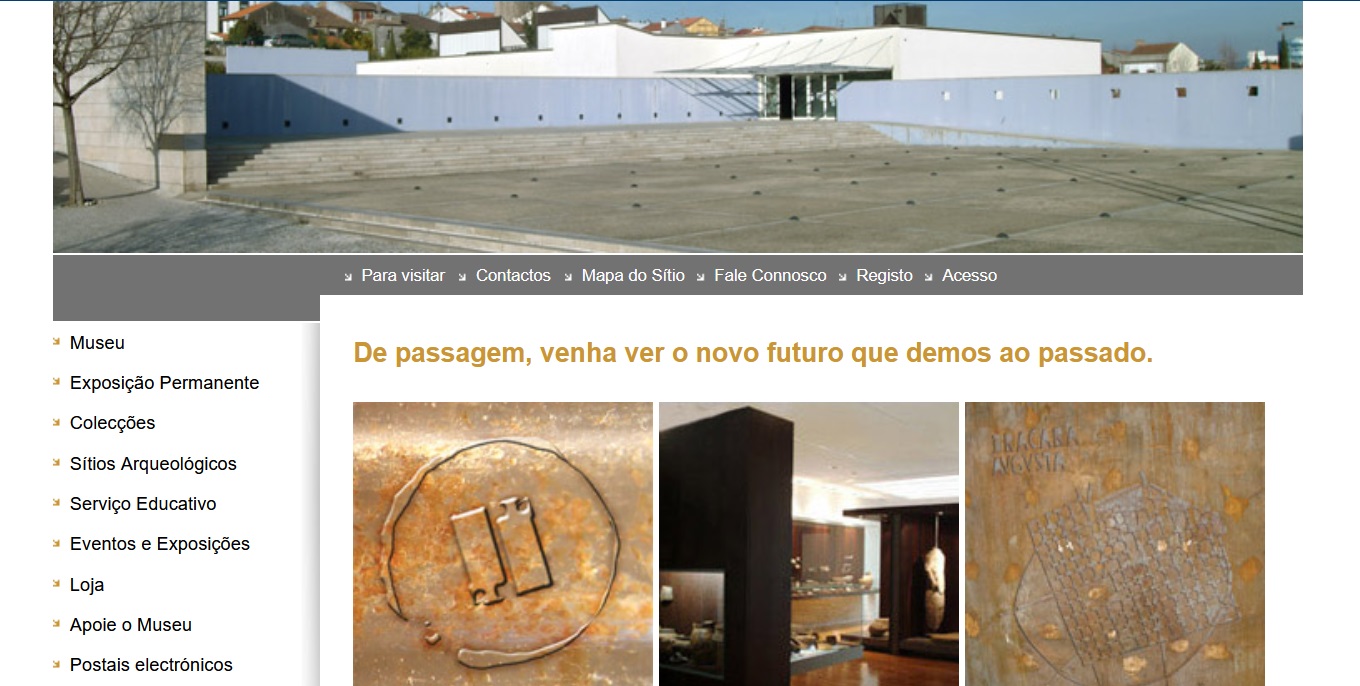 Para visitar Contactos Mapa do Sítio Fale Connosco Registo Acesso
Museu
Exposição Permanente
Colecções
Sítios Arqueológicos
Serviço Educativo
Eventos e Exposições
Loja
Apoie o Museu
Postais electrónicos
De passagem, venha ver o novo futuro que demos ao passado.
BRACARA
AVGVSTA